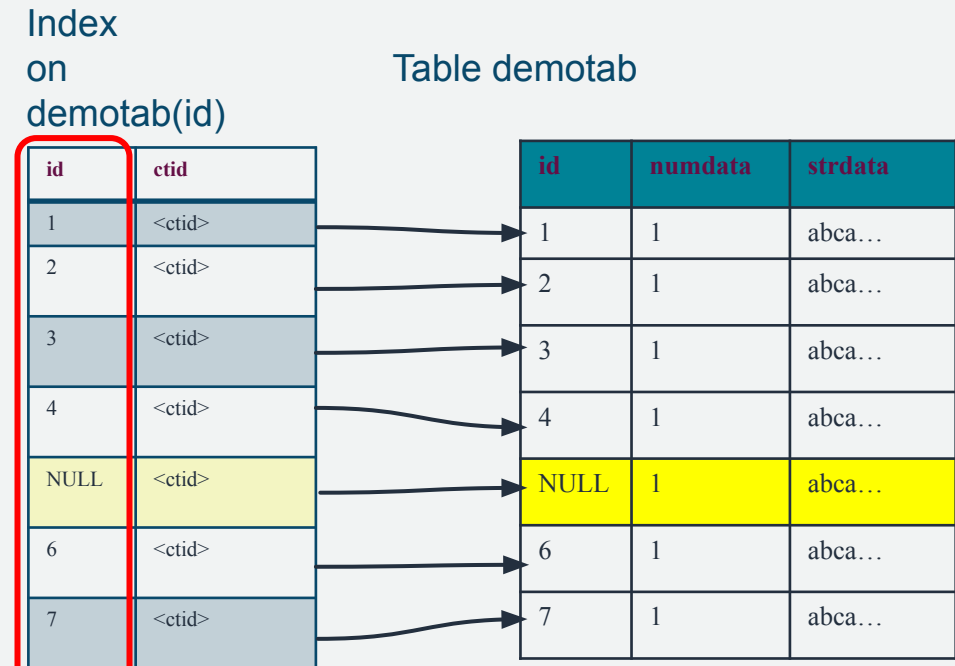 Index
on
demotab(id)
Table demotab
id ctid
1 <ctid>
2 <ctid>
3 <ctid>
4 <ctid>
NULL <ctid>
6 <ctid>
7 <ctid>
id numdata strdata
1 1 abca…
2 1 abca…
3 1 abca…
4 1 abca…
NULL 1 abca…
6 1 abca…
7 1 abca…